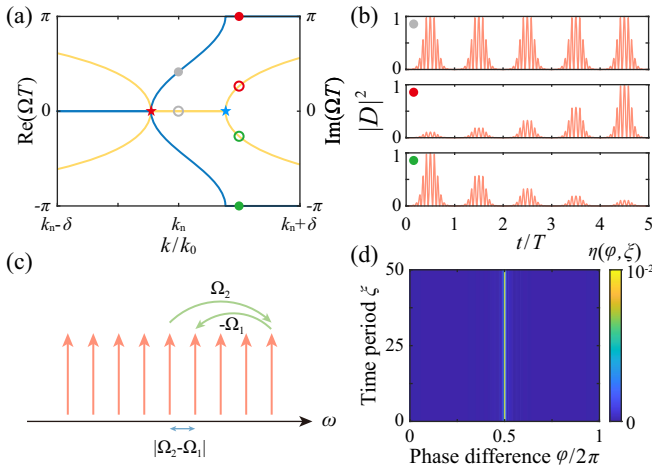 (a)
π
0
-π
Re(ΩT)
π
0
-π
Im(ΩT)
kₙ-δ
kₙ
kₙ+δ
k/k₀
(b)
|D|²
1
0
1
0
1
0
0
1
2
3
4
5
t/T
(c)
Ω₂
-Ω₁
|Ω₂-Ω₁|
ω
(d)
η(φ,ξ)
Time period ξ
50
0
0
0.5
1
Phase difference φ/2π
10⁻²
0